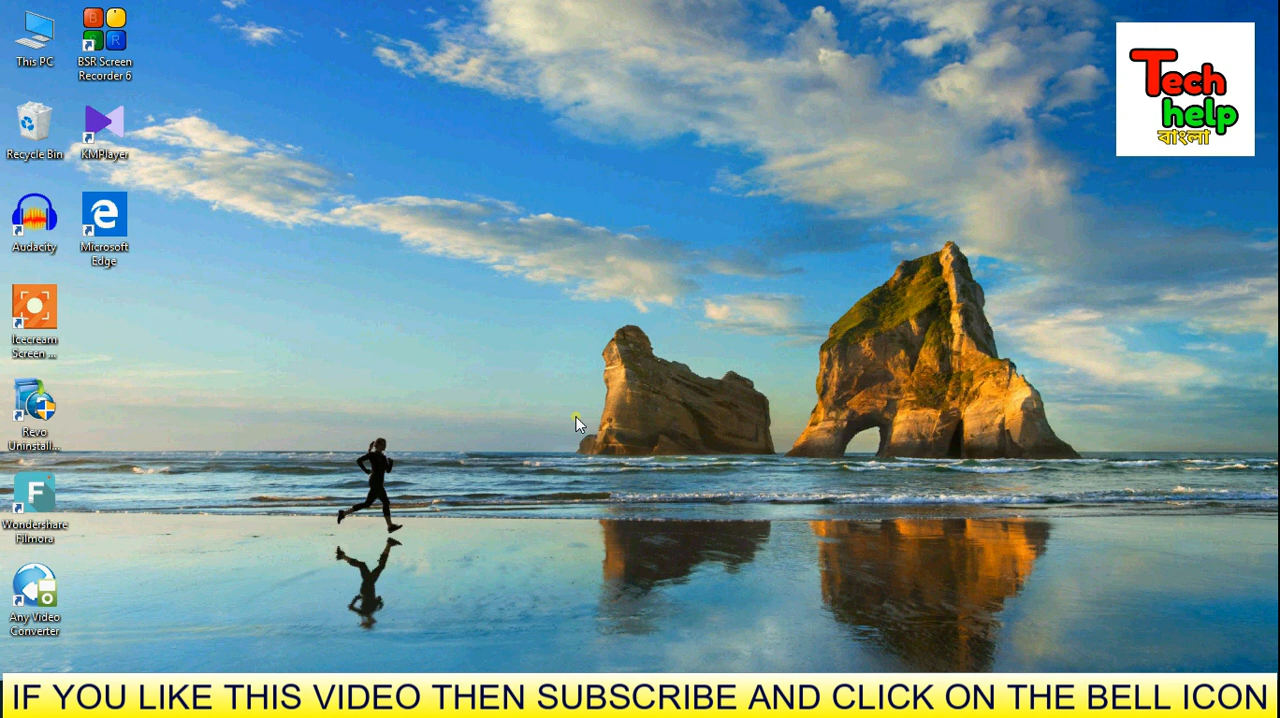 This PC
BSR Screen
Recorder 6
Recycle Bin
KMPlayer
Audacity
Microsoft
Edge
Icecream
Screen ...
Revo
Uninstall...
F
Wondershare
Filmora
Any Video
Converter
Tech
help
বাংলা
IF YOU LIKE THIS VIDEO THEN SUBSCRIBE AND CLICK ON THE BELL ICON